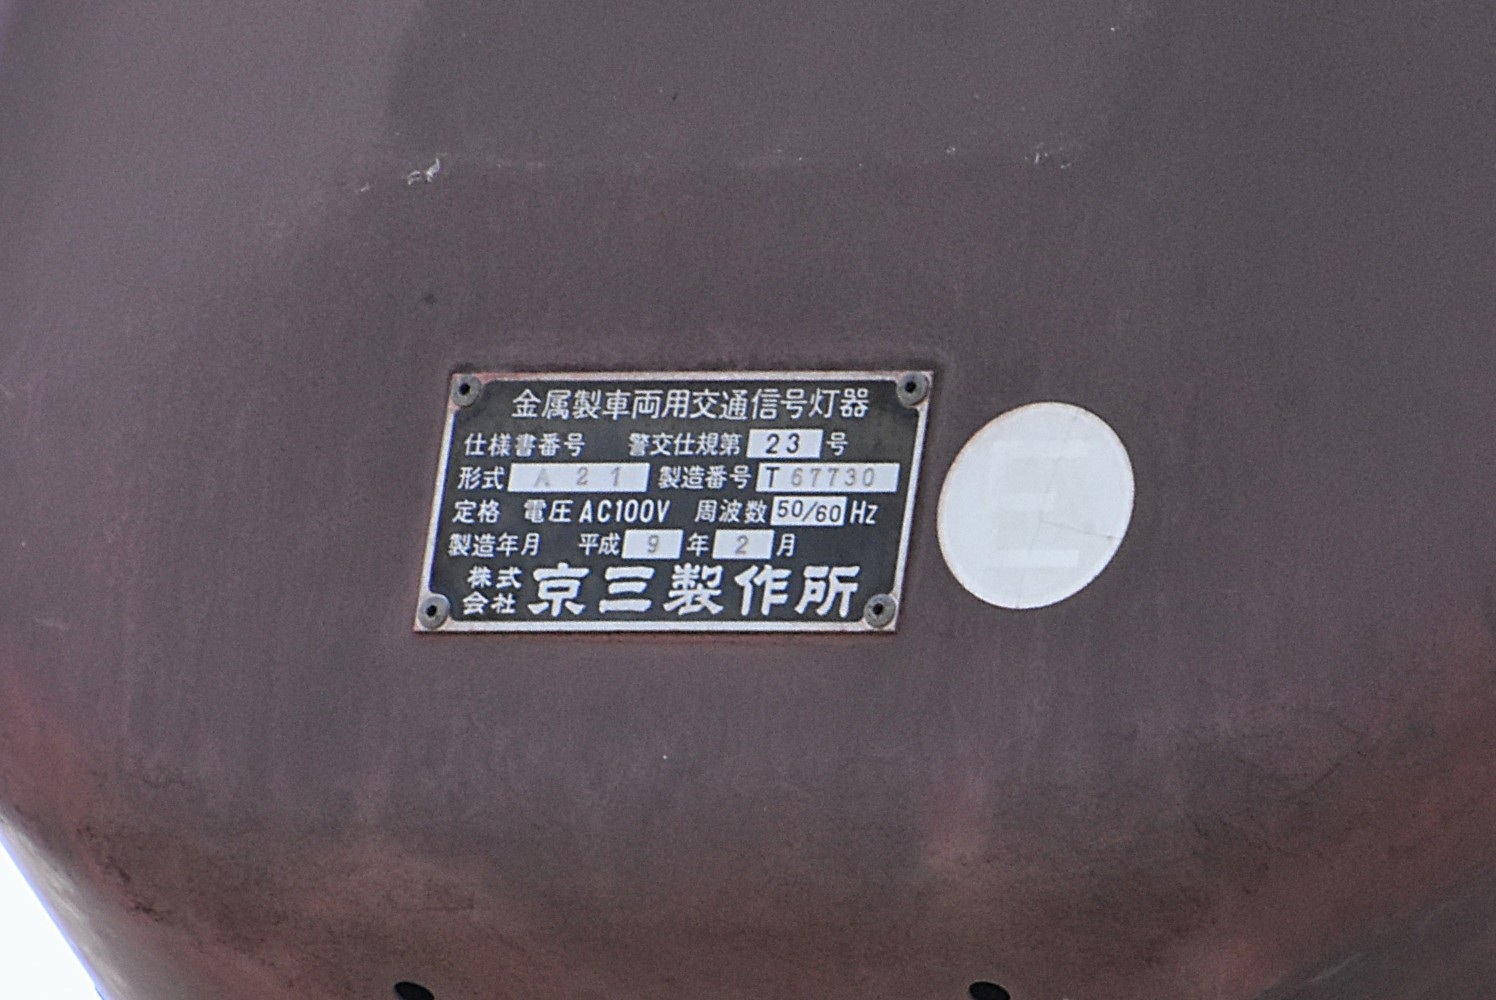 金属製車両用交通信号灯器
仕様書番号 警交仕規第 23 号
形式 A21 製造番号 T 67730
定格 電圧 AC100V 周波数 50/60 Hz
製造年月 平成 9 年 2 月
株式会社 京三製作所
E